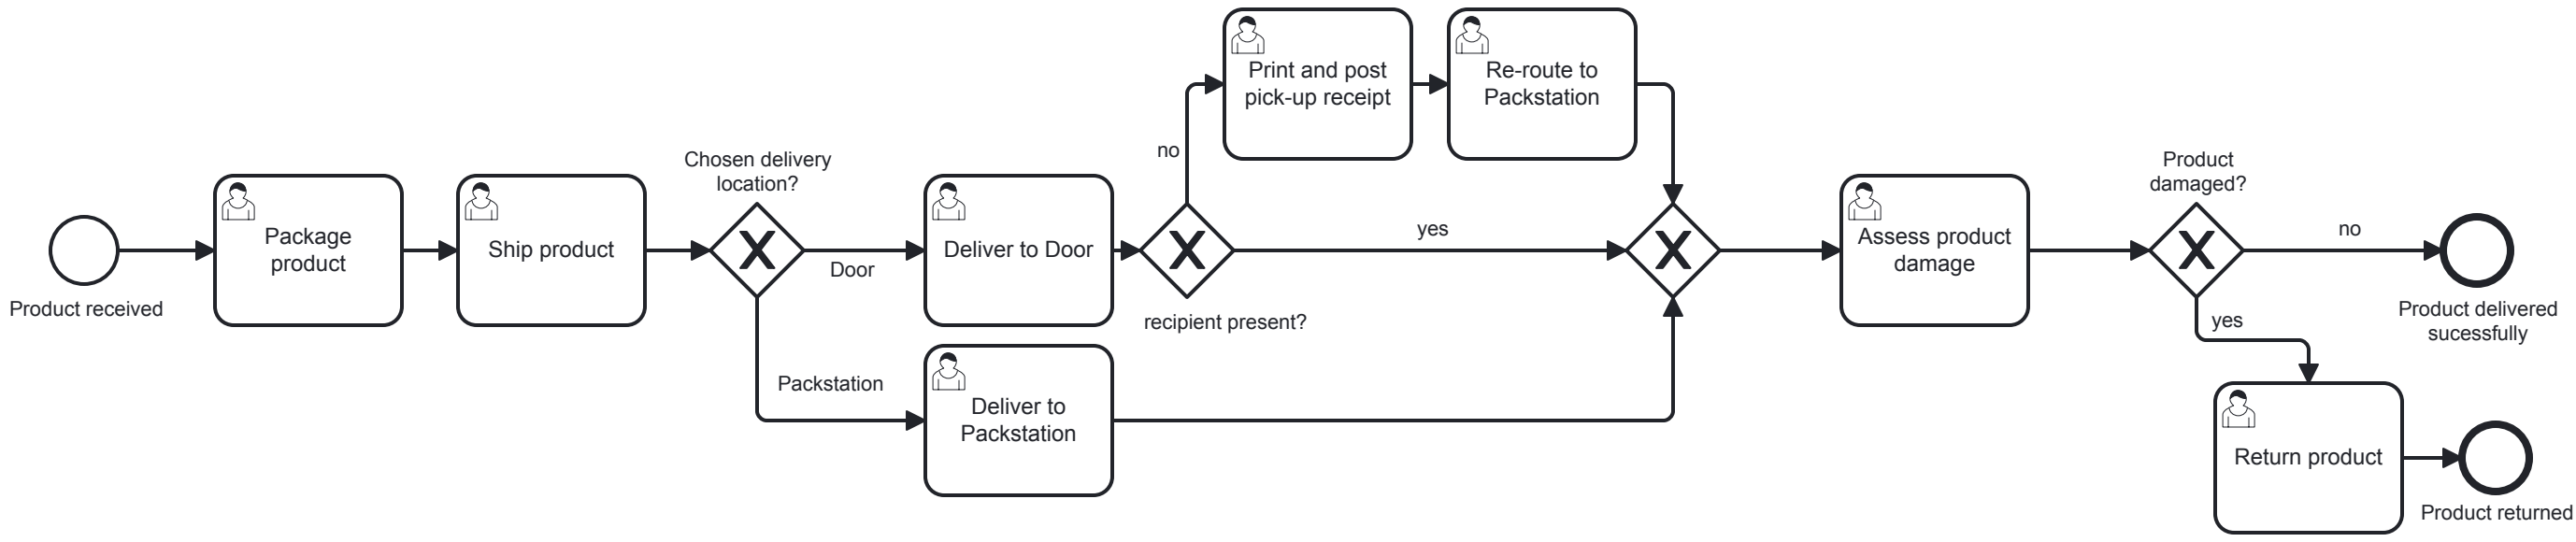 Product received
Package
product
Ship product
Chosen delivery
location?
Door
Packstation
Deliver to Door
Deliver to
Packstation
recipient present?
no
yes
Print and post
pick-up receipt
Re-route to
Packstation
Assess product
damage
Product
damaged?
no
yes
Product delivered
sucessfully
Return product
Product returned